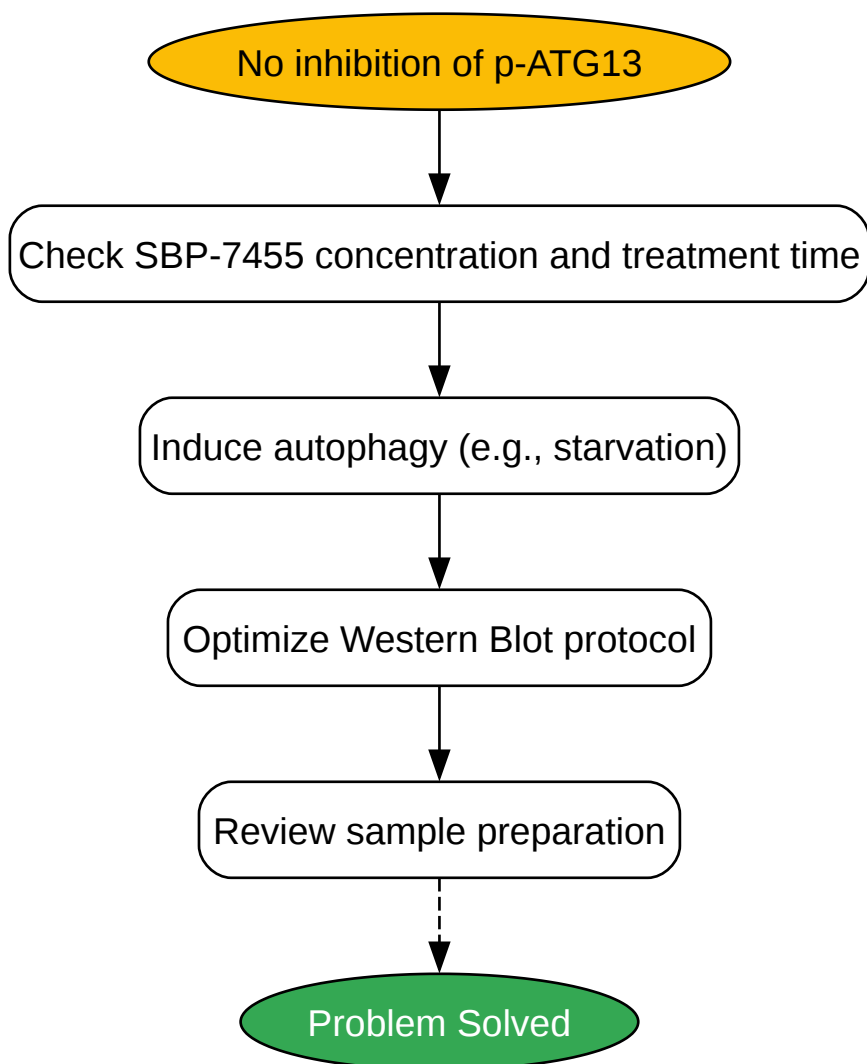 No inhibition of p-ATG13
Check SBP-7455 concentration and treatment time
Induce autophagy (e.g., starvation)
Optimize Western Blot protocol
Review sample preparation
Problem Solved